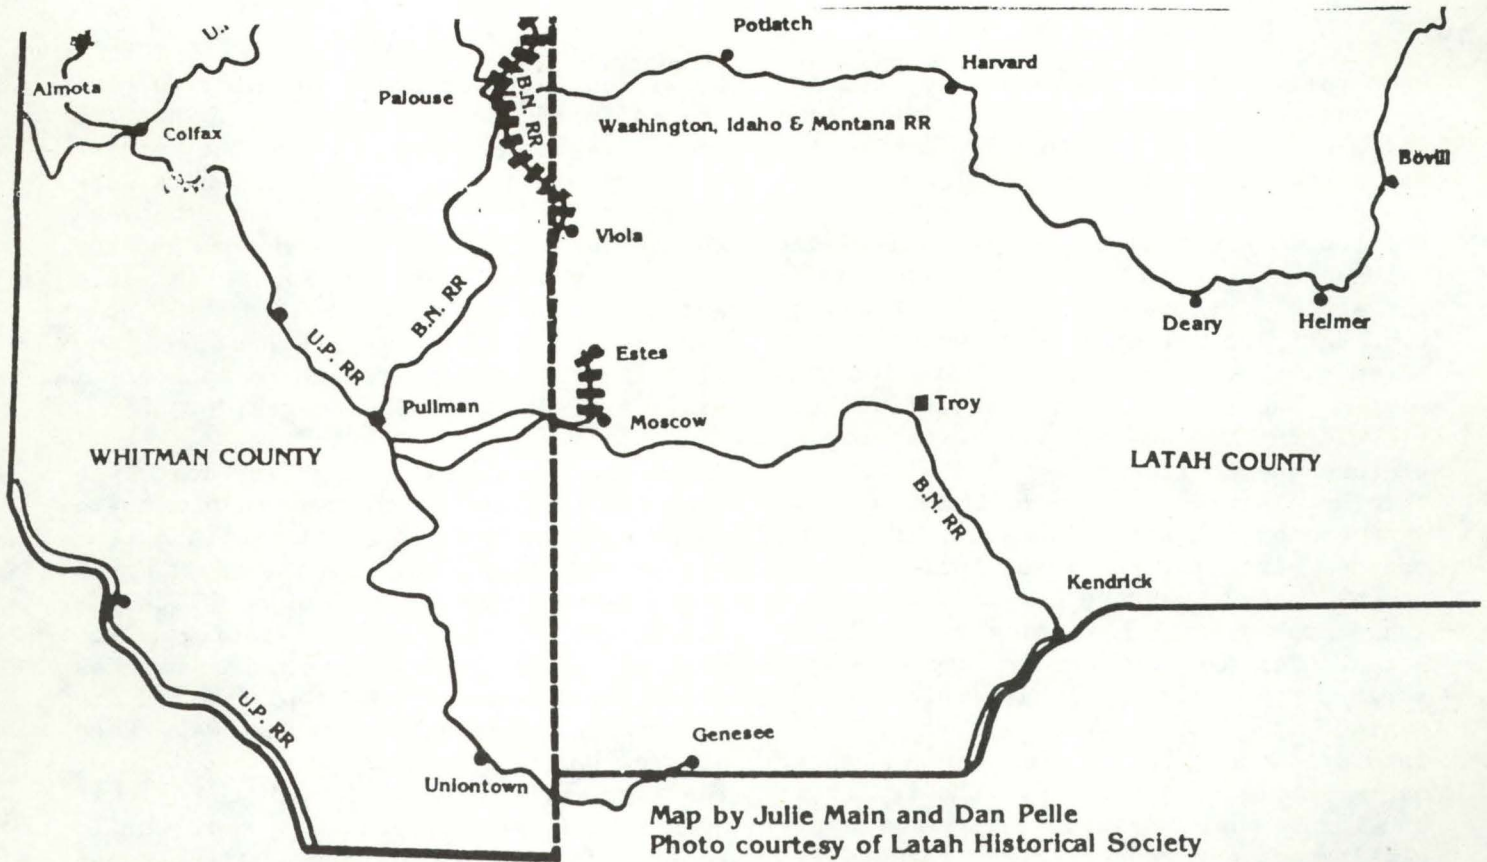 Potlatch
U.
Harvard
Almota
Palouse
B.N. RR
Colfax
Washington, Idaho & Montana RR
Bovill
Viola
B.N. RR
Deary
Helmer
U.P. RR
Estes
Pullman
Troy
Moscow
WHITMAN COUNTY
LATAH COUNTY
B.N. RR
Kendrick
U.P. RR
Genesee
Uniontown
Map by Julie Main and Dan Pelle
Photo courtesy of Latah Historical Society